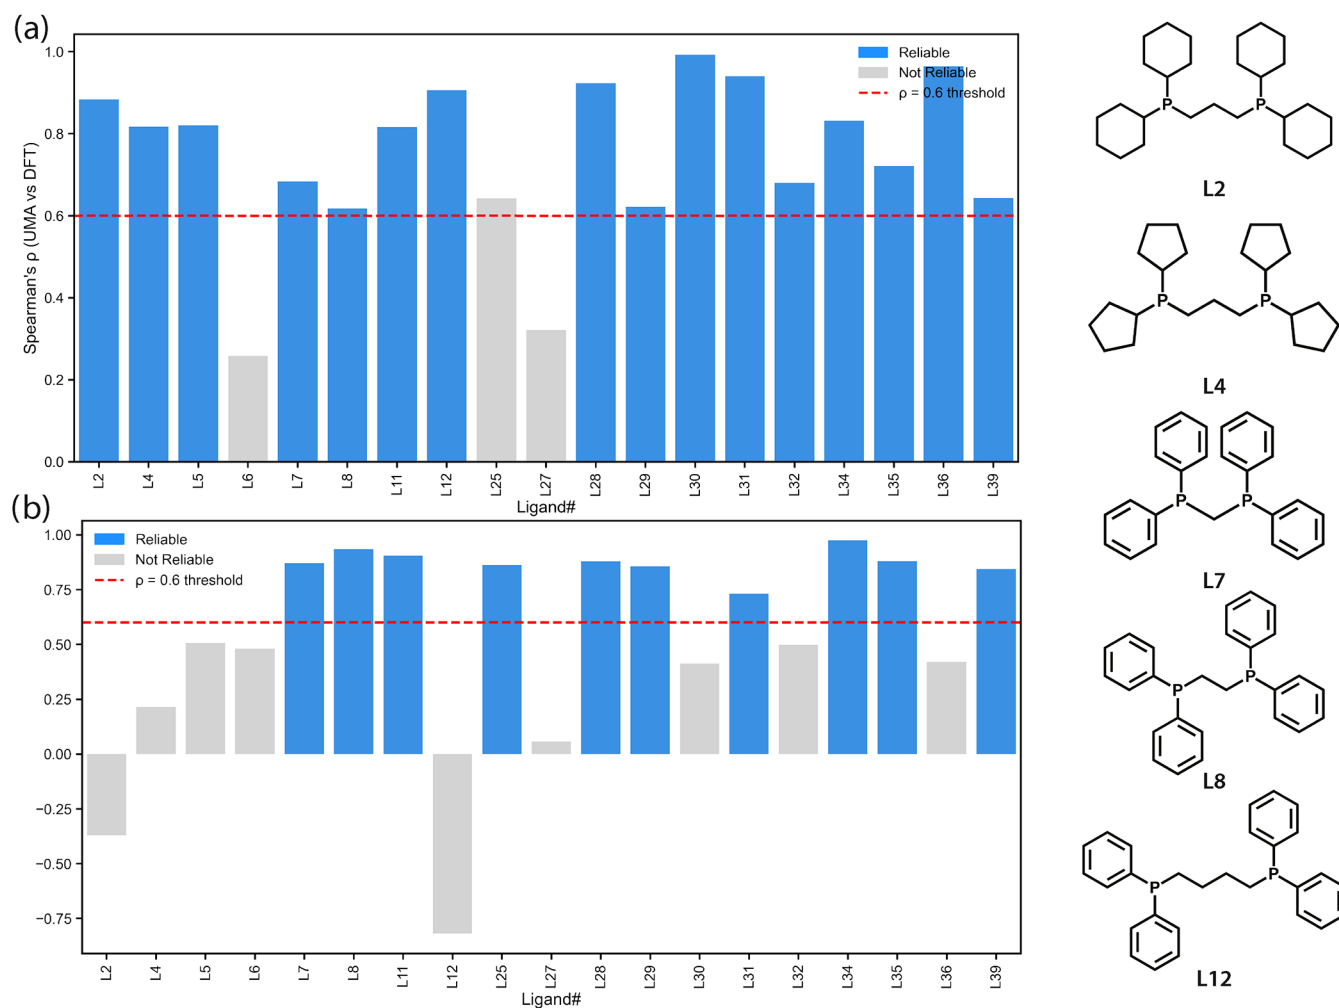 (a)
Spearman's ρ (UMA vs DFT)
1.0
0.8
0.6
0.4
0.2
0.0
Reliable
Not Reliable
ρ = 0.6 threshold
L2 L4 L5 L6 L7 L8 L11 L12 L25 L27 L28 L29 L30 L31 L32 L34 L35 L36 L39
Ligand#
(b)
1.00
0.75
0.50
0.25
0.00
−0.25
−0.50
−0.75
Reliable
Not Reliable
ρ = 0.6 threshold
L2 L4 L5 L6 L7 L8 L11 L12 L25 L27 L28 L29 L30 L31 L32 L34 L35 L36 L39
Ligand#
P P
L2
P P
L4
P P
L7
P
P
L8
P
P
L12